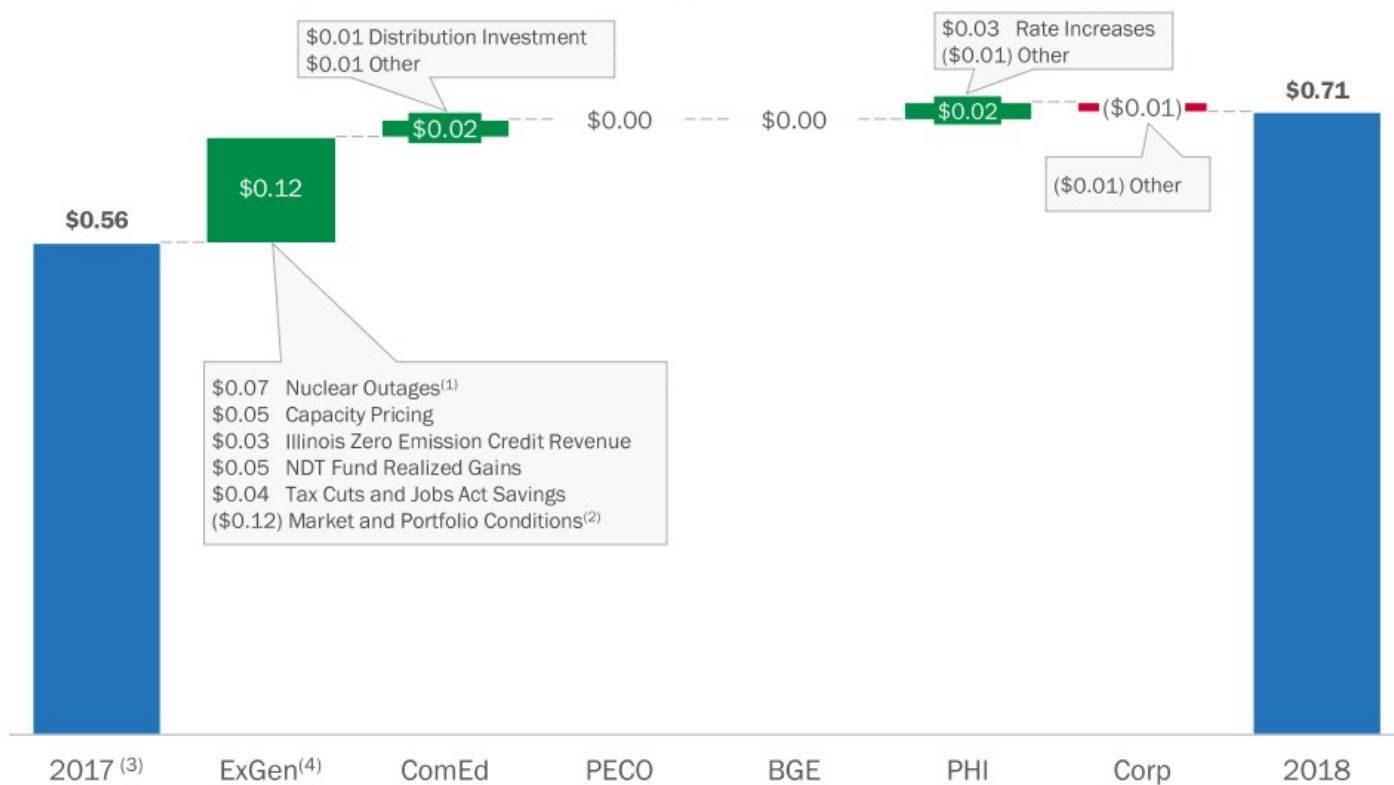 $0.01 Distribution Investment
$0.01 Other
$0.03 Rate Increases
($0.01) Other
$0.71
$0.02
$0.00
$0.00
$0.02
($0.01)
$0.12
($0.01) Other
$0.56
$0.07 Nuclear Outages(1)
$0.05 Capacity Pricing
$0.03 Illinois Zero Emission Credit Revenue
$0.05 NDT Fund Realized Gains
$0.04 Tax Cuts and Jobs Act Savings
($0.12) Market and Portfolio Conditions(2)
2017 (3)
ExGen(4)
ComEd
PECO
BGE
PHI
Corp
2018